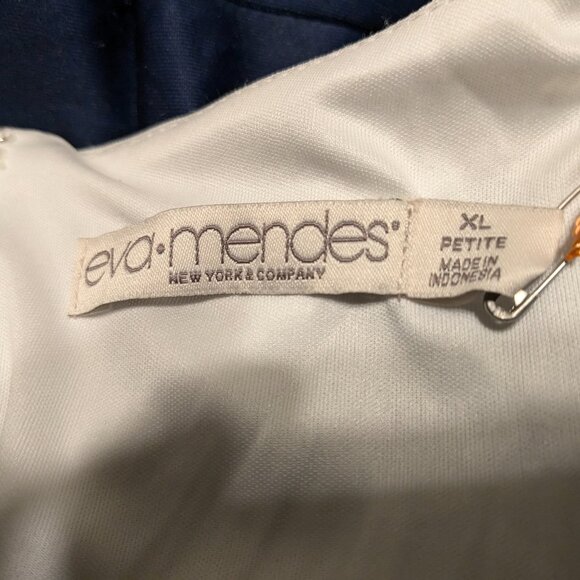 eva·mendes®
NEW YORK & COMPANY
XL
PETITE
MADE IN
INDONESIA